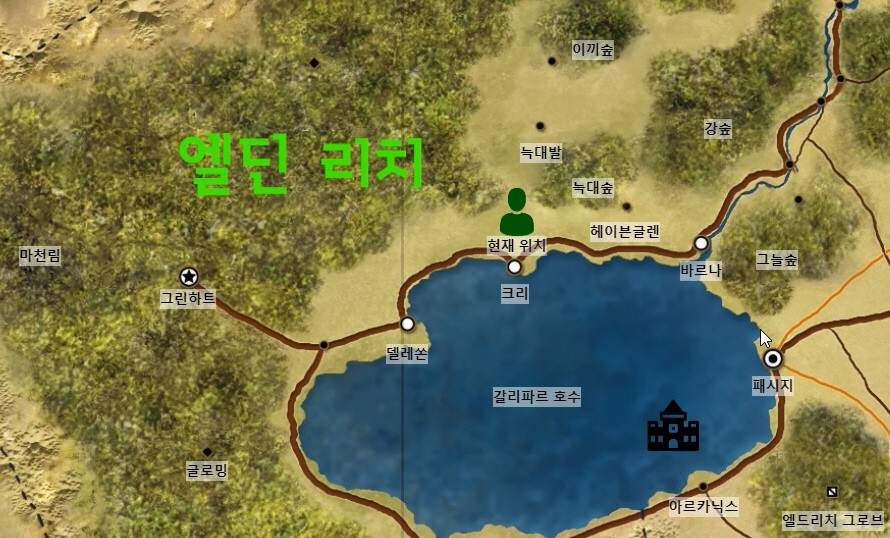 이끼숲
강숲
엘딘 리치
늑대발
늑대숲
헤이븐글렌
현재 위치
마천림
바르나
그늘숲
그린하트
크리
델레쏜
패시지
갈리파르 호수
글로밍
아르카닉스
엘드리치 그로브